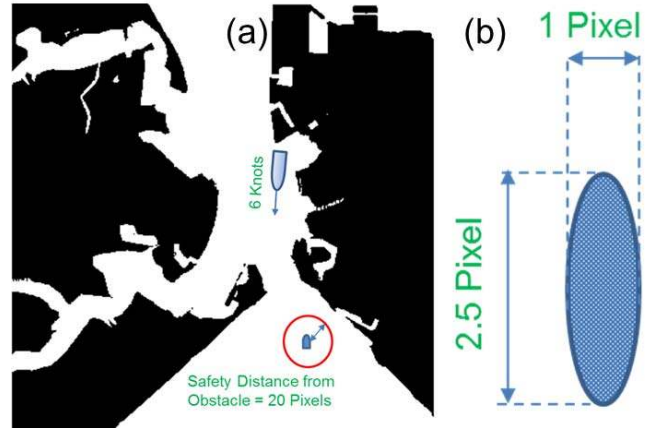 (a)
6 Knots
Safety Distance from
Obstacle = 20 Pixels
(b)
1 Pixel
2.5 Pixel